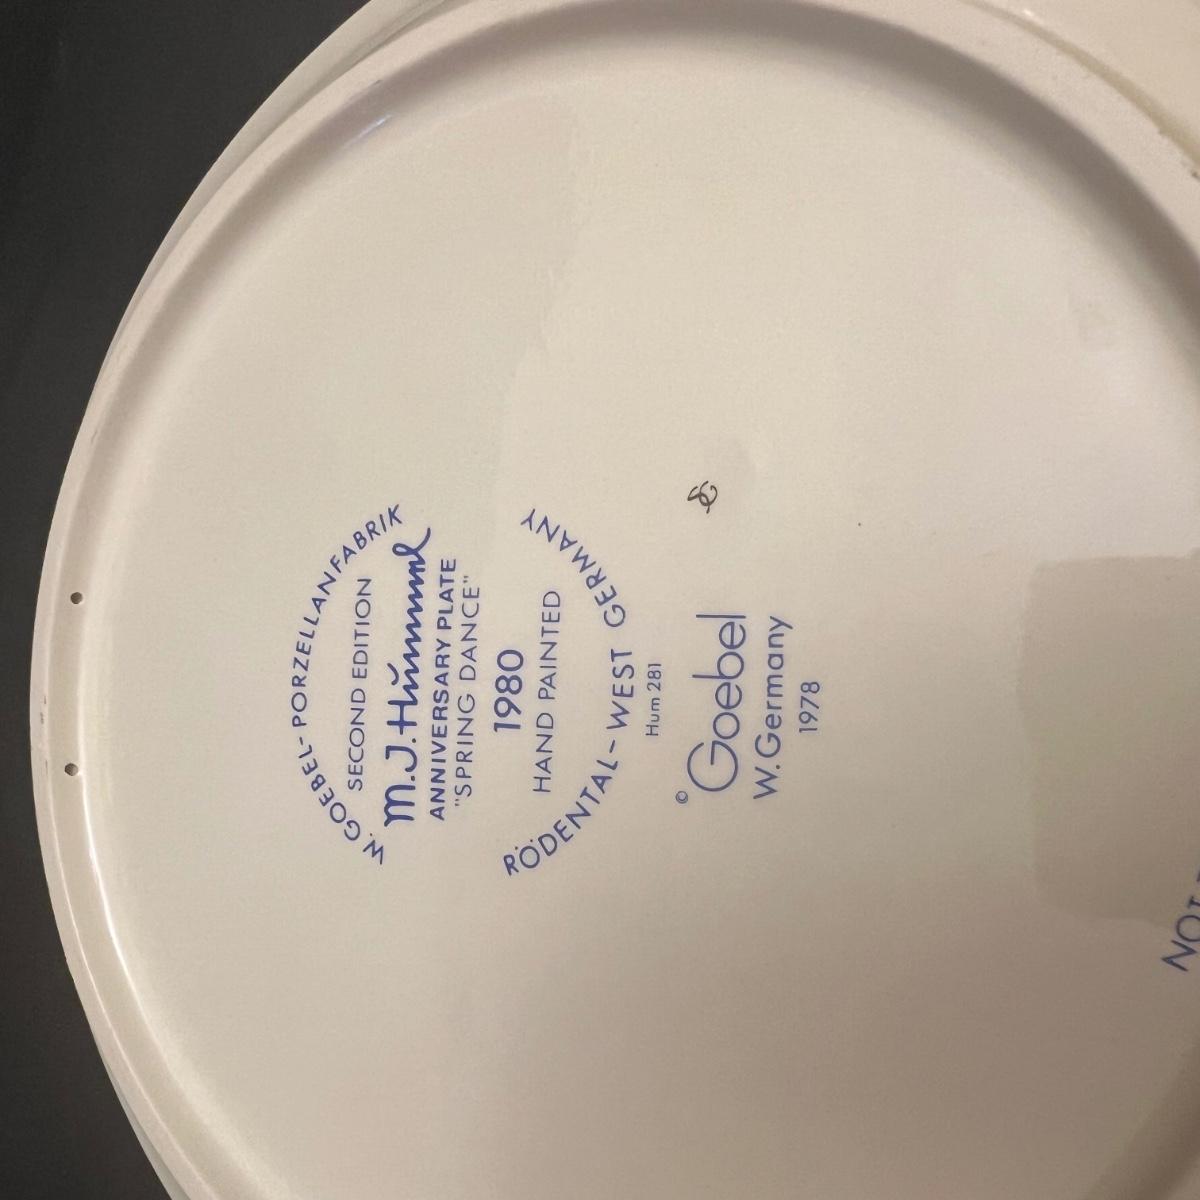 W. GOEBEL - PORZELLANFABRIK
SECOND EDITION
M.J. Hummel
ANNIVERSARY PLATE
"SPRING DANCE"
1980
HAND PAINTED
RÖDENTAL - WEST GERMANY
Hum 281
© Goebel
W. Germany
1978
NOT